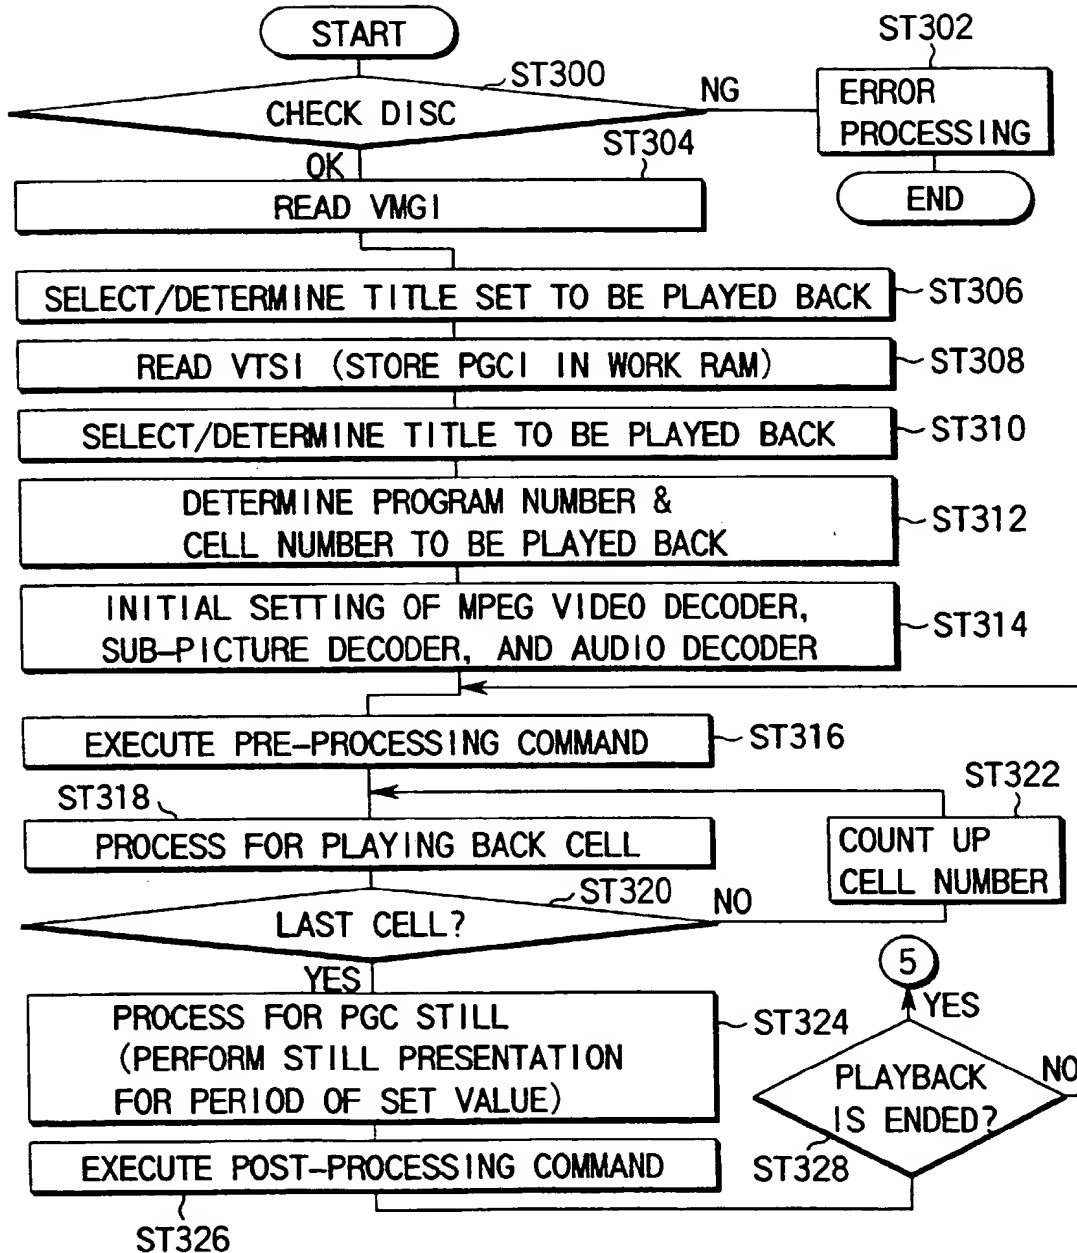 START
ST300
CHECK DISC
NG
ST302
ERROR
PROCESSING
END
OK
ST304
READ VMGI
SELECT/DETERMINE TITLE SET TO BE PLAYED BACK
ST306
READ VTSI (STORE PGCI IN WORK RAM)
ST308
SELECT/DETERMINE TITLE TO BE PLAYED BACK
ST310
DETERMINE PROGRAM NUMBER &
CELL NUMBER TO BE PLAYED BACK
ST312
INITIAL SETTING OF MPEG VIDEO DECODER,
SUB-PICTURE DECODER, AND AUDIO DECODER
ST314
EXECUTE PRE-PROCESSING COMMAND
ST316
ST318
PROCESS FOR PLAYING BACK CELL
ST322
COUNT UP
CELL NUMBER
ST320
LAST CELL?
NO
YES
PROCESS FOR PGC STILL
(PERFORM STILL PRESENTATION
FOR PERIOD OF SET VALUE)
ST324
5
YES
PLAYBACK
IS ENDED?
NO
ST328
EXECUTE POST-PROCESSING COMMAND
ST326